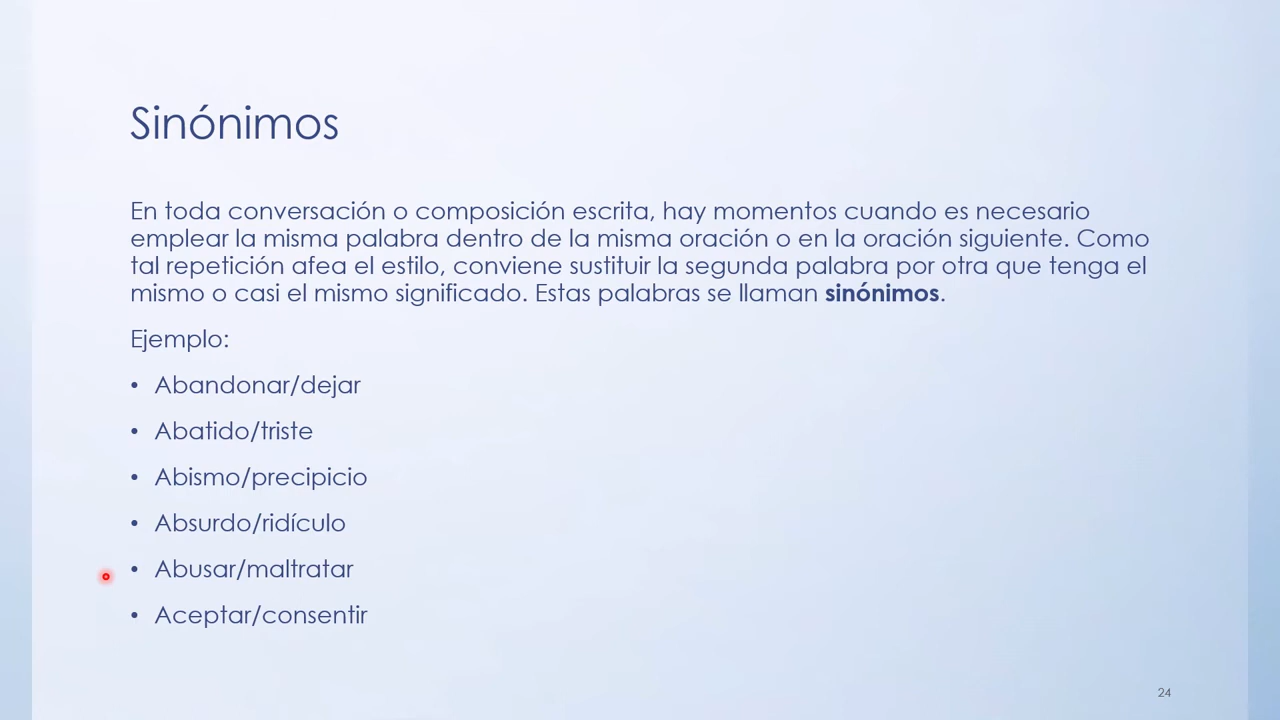 Sinónimos
En toda conversación o composición escrita, hay momentos cuando es necesario
emplear la misma palabra dentro de la misma oración o en la oración siguiente. Como
tal repetición afea el estilo, conviene sustituir la segunda palabra por otra que tenga el
mismo o casi el mismo significado. Estas palabras se llaman sinónimos.
Ejemplo:
• Abandonar/dejar
• Abatido/triste
• Abismo/precipicio
• Absurdo/ridículo
• Abusar/maltratar
• Aceptar/consentir
24